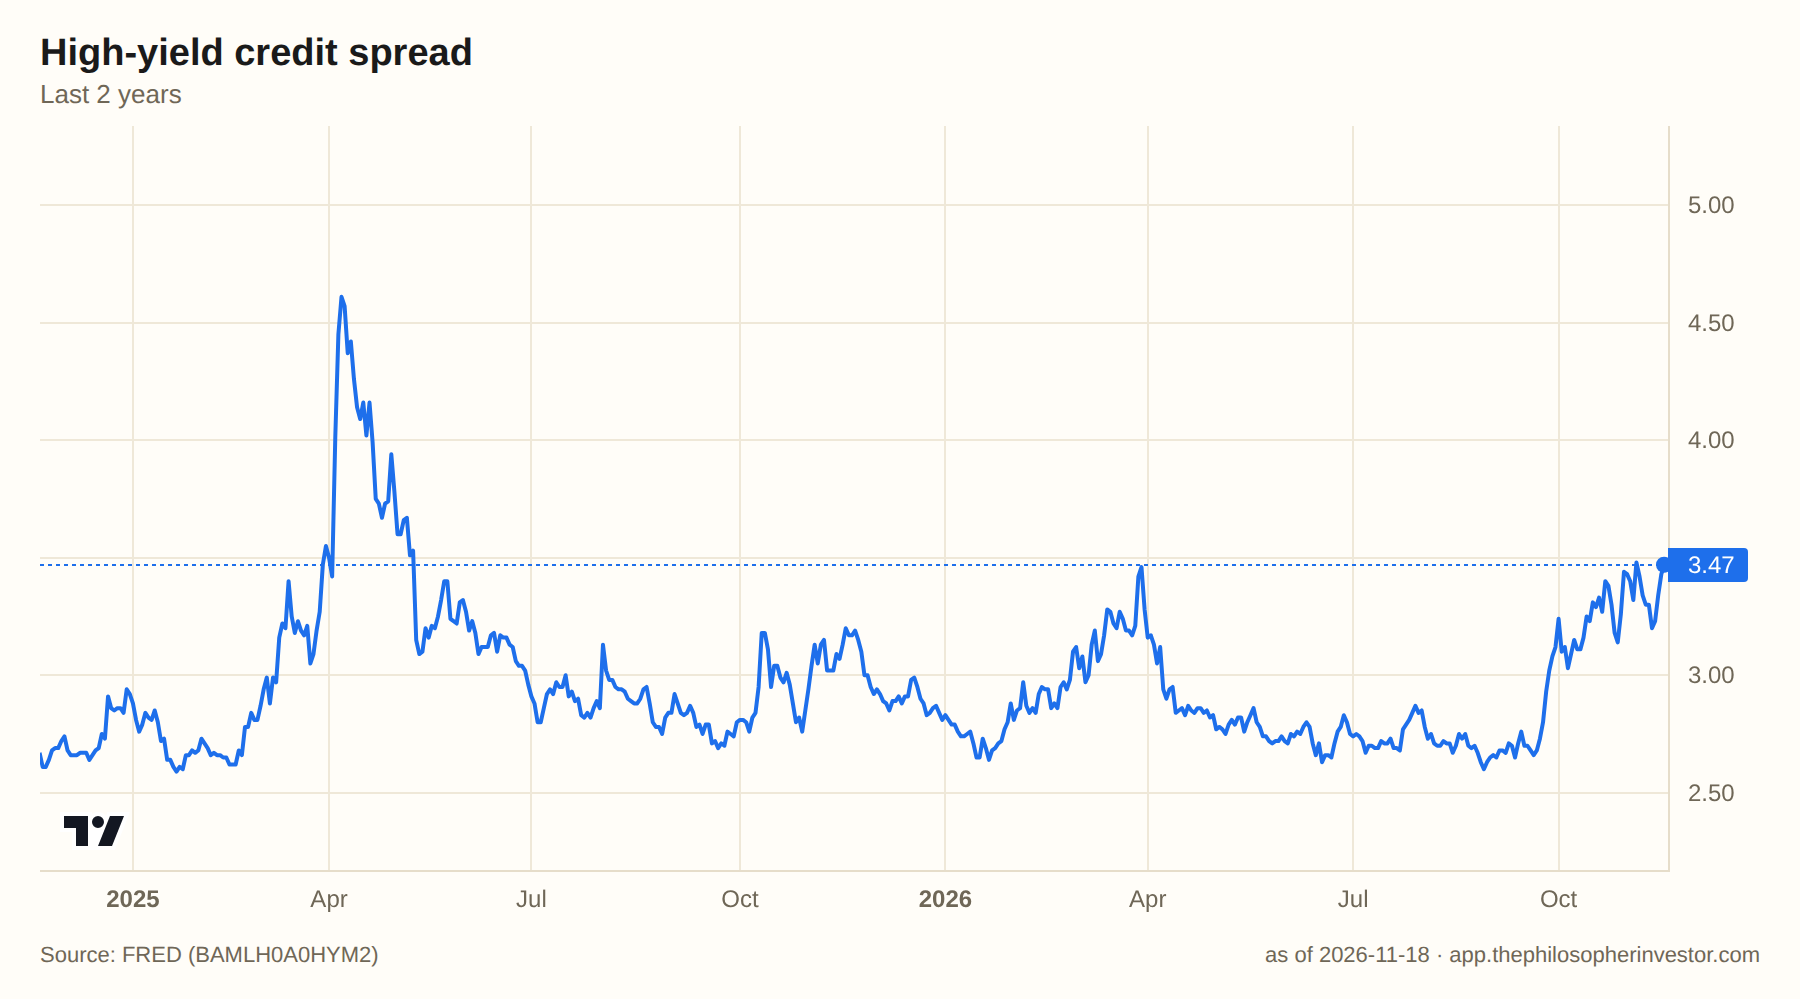 High-yield credit spread
Last 2 years
5.00
4.50
4.00
3.47
3.00
2.50
2025 Apr Jul Oct 2026 Apr Jul Oct
Source: FRED (BAMLH0A0HYM2)
as of 2026-11-18 · app.thephilosopherinvestor.com